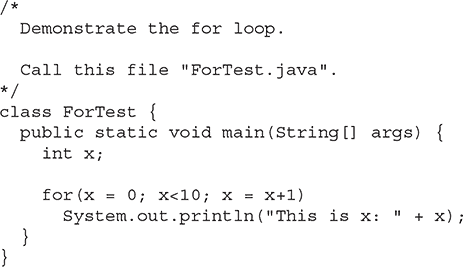 /*
  Demonstrate the for loop.

  Call this file "ForTest.java".
*/
class ForTest {
  public static void main(String[] args) {
    int x;

    for(x = 0; x<10; x = x+1)
      System.out.println("This is x: " + x);
  }
}